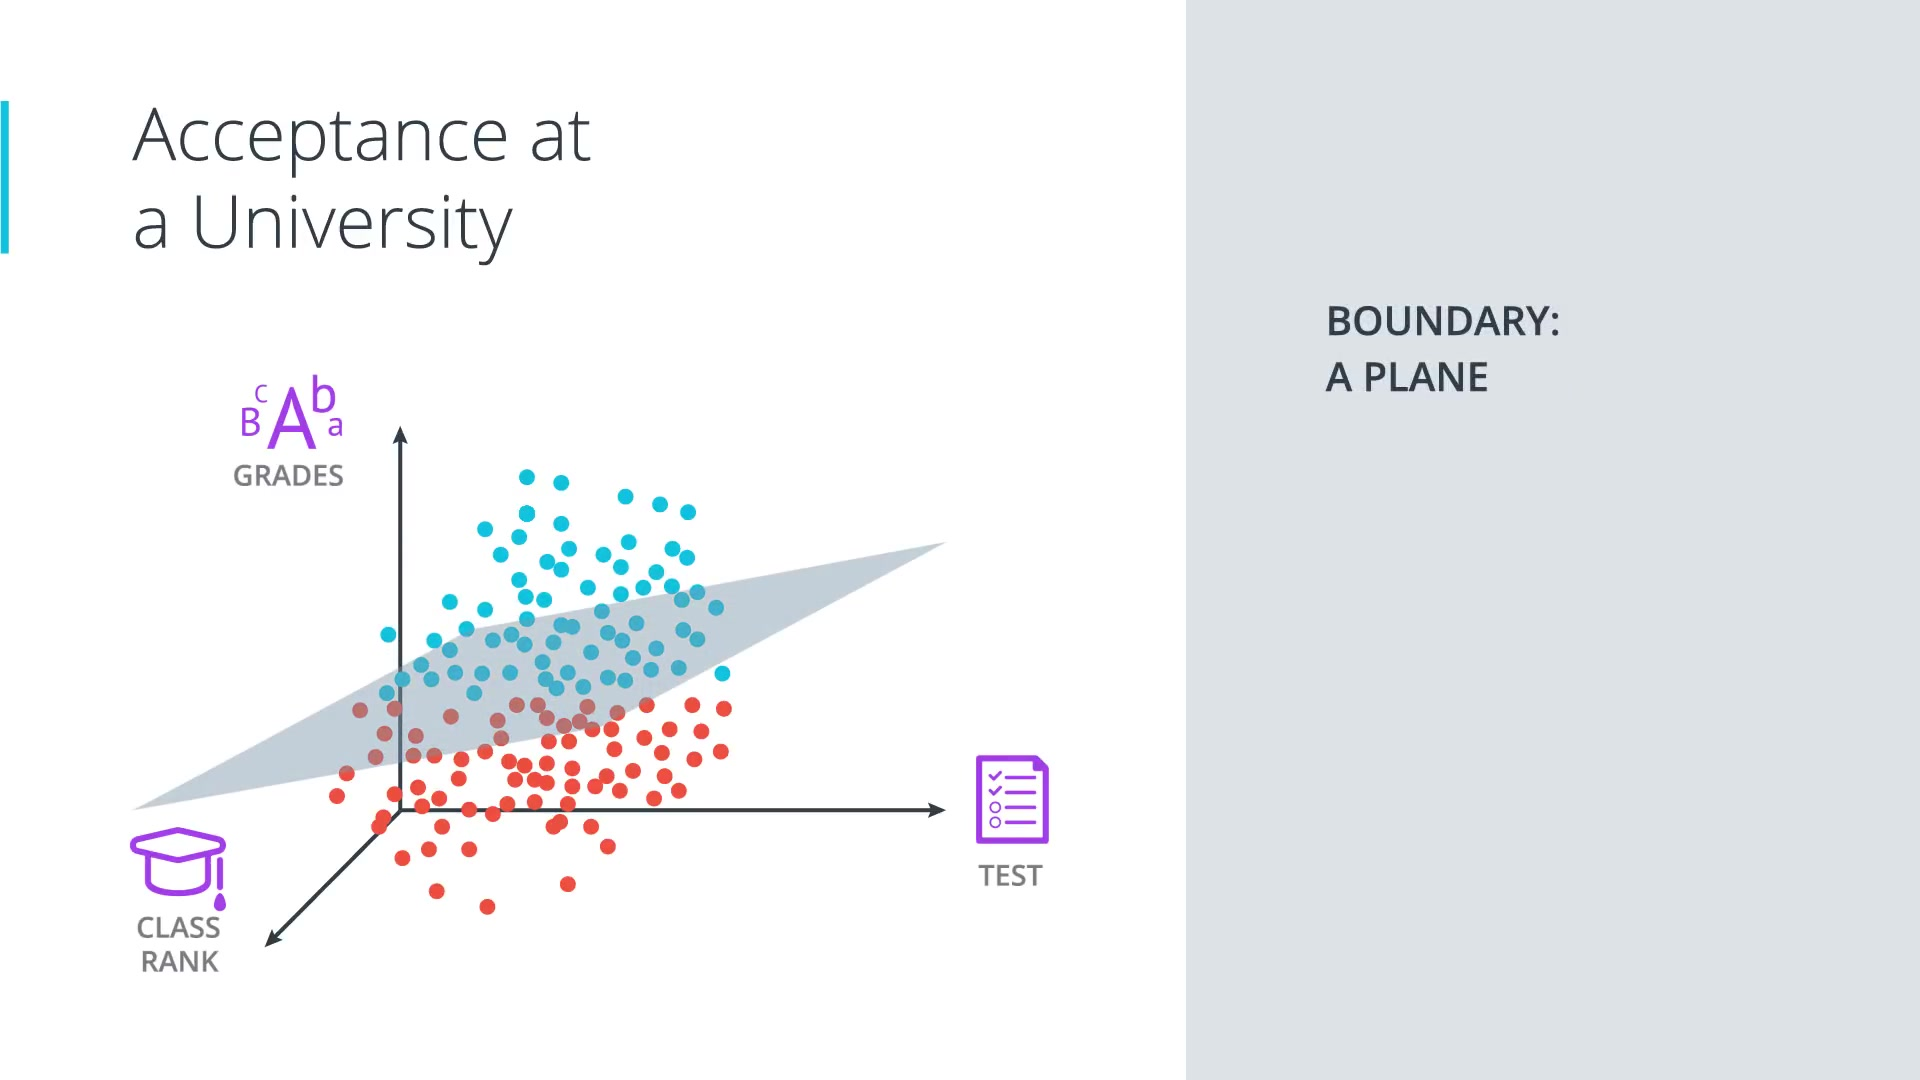 Acceptance at
a University
BOUNDARY:
A PLANE
B c A b a
GRADES
TEST
CLASS
RANK